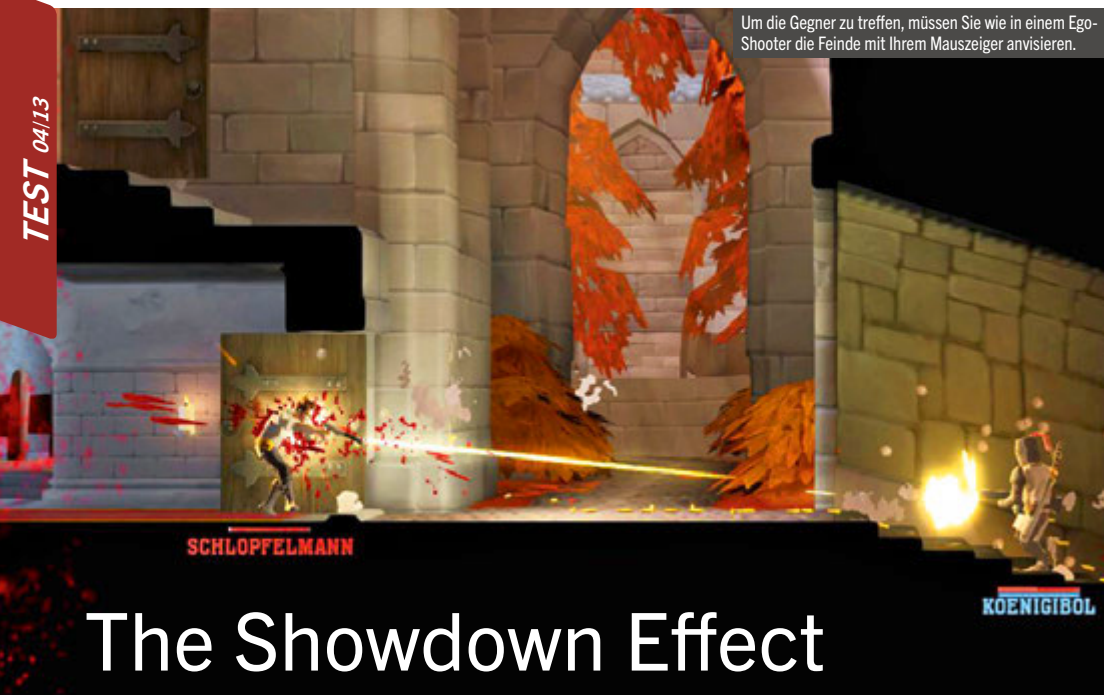 Um die Gegner zu treffen, müssen Sie wie in einem Ego-
Shooter die Feinde mit Ihrem Mauszeiger anvisieren.
TEST 04|13
SCHLOPFELMANN
KOENIGIBOL
The Showdown Effect